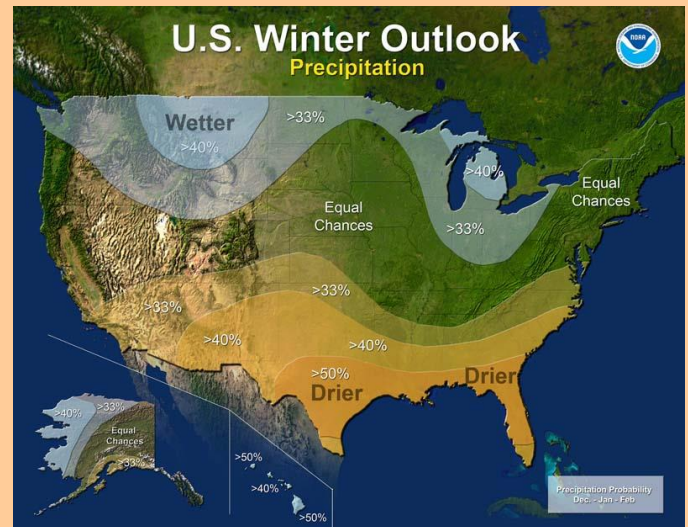 U.S. Winter Outlook
Precipitation
NOAA
Wetter
>40%
>33%
>40%
Equal
Chances
Equal
Chances
>33%
>33%
>33%
>40%
>40%
>50%
Drier
Drier
>40%
>33%
Equal
Chances
>33%
>50%
>40%
>50%
Precipitation Probability
Dec. - Jan - Feb